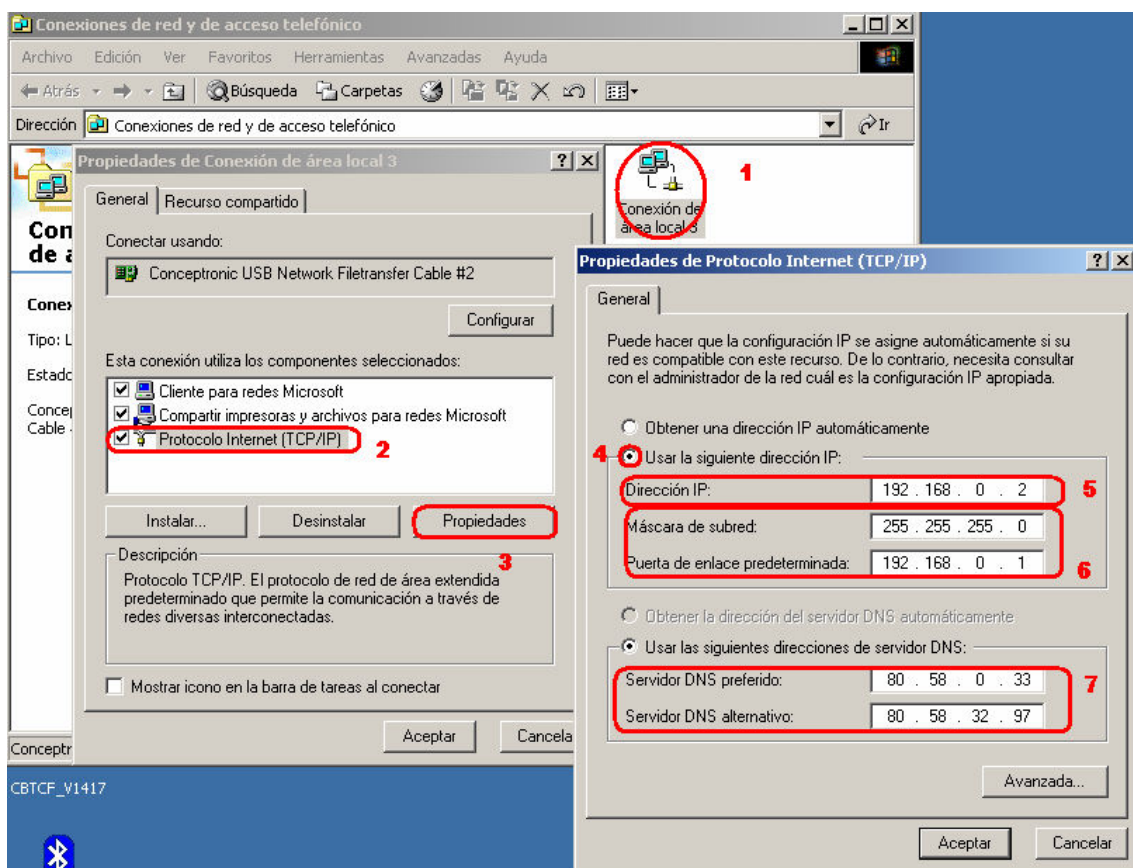 Conexiones de red y de acceso telefónico
Archivo Edición Ver Favoritos Herramientas Avanzadas Ayuda
Atrás Búsqueda Carpetas
Dirección Conexiones de red y de acceso telefónico Ir
Propiedades de Conexión de área local 3
General Recurso compartido
Conectar usando:
Conceptronic USB Network Filetransfer Cable #2
Configurar
Esta conexión utiliza los componentes seleccionados:
Cliente para redes Microsoft
Compartir impresoras y archivos para redes Microsoft
Protocolo Internet (TCP/IP)
2
Instalar... Desinstalar Propiedades
3
Descripción
Protocolo TCP/IP. El protocolo de red de área extendida
predeterminado que permite la comunicación a través de
redes diversas interconectadas.
Mostrar icono en la barra de tareas al conectar
Aceptar Cancela
Con
de á
Conex
Tipo: L
Estado
Concep
Cable
Conceptr
1
Conexión de
área local 3
Propiedades de Protocolo Internet (TCP/IP)
General
Puede hacer que la configuración IP se asigne automáticamente si su
red es compatible con este recurso. De lo contrario, necesita consultar
con el administrador de la red cuál es la configuración IP apropiada.
Obtener una dirección IP automáticamente
4 Usar la siguiente dirección IP:
Dirección IP: 192 . 168 . 0 . 2 5
Máscara de subred: 255 . 255 . 255 . 0
Puerta de enlace predeterminada: 192 . 168 . 0 . 1 6
Obtener la dirección del servidor DNS automáticamente
Usar las siguientes direcciones de servidor DNS:
Servidor DNS preferido: 80 . 58 . 0 . 33 7
Servidor DNS alternativo: 80 . 58 . 32 . 97
Avanzada...
Aceptar Cancelar
CBTCF_V1417